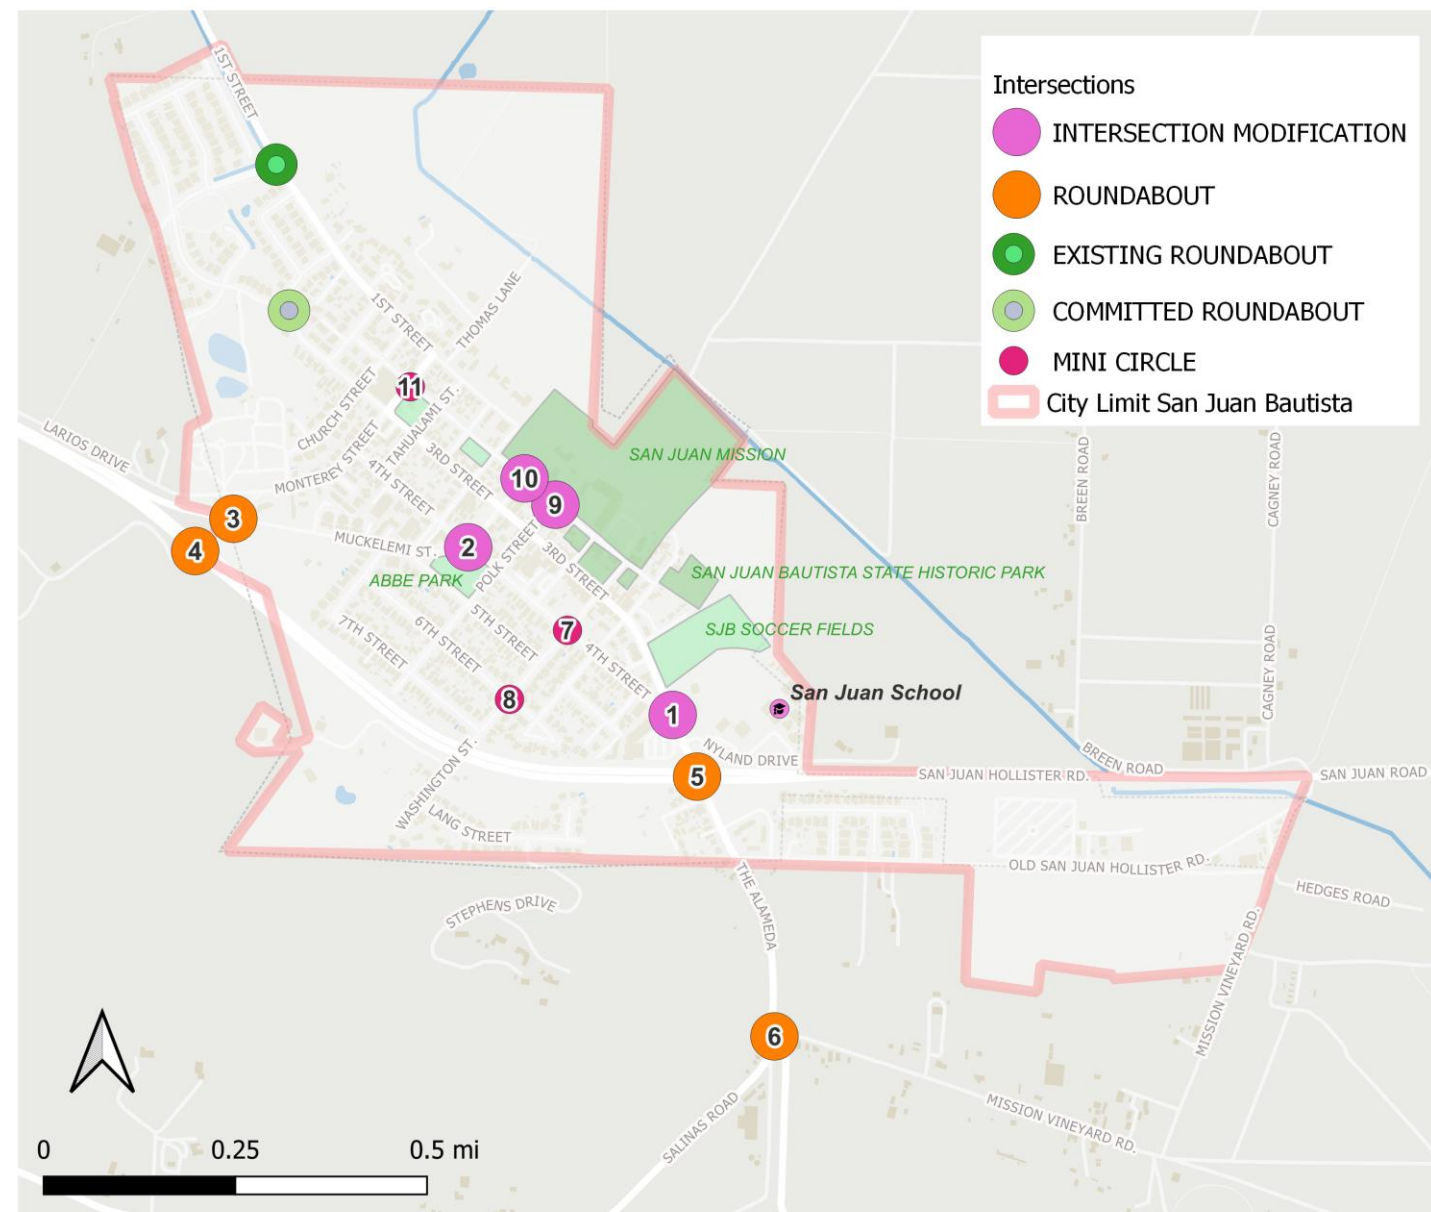 Intersections
INTERSECTION MODIFICATION
ROUNDABOUT
EXISTING ROUNDABOUT
COMMITTED ROUNDABOUT
MINI CIRCLE
City Limit San Juan Bautista
1ST STREET
1ST STREET
THOMAS LANE
11
CHURCH STREET
TAHUALAMI ST.
MONTEREY STREET
4TH STREET
3RD STREET
LARIOS DRIVE
SAN JUAN MISSION
10
9
3
4
MUCKELEMI ST.
2
POLK STREET
3RD STREET
ABBE PARK
SAN JUAN BAUTISTA STATE HISTORIC PARK
SJB SOCCER FIELDS
7TH STREET
6TH STREET
5TH STREET
7
4TH STREET
8
San Juan School
1
NYLAND DRIVE
5
WASHINGTON ST.
LANG STREET
BREEN ROAD
CAGNEY ROAD
CAGNEY ROAD
BREEN ROAD
SAN JUAN HOLLISTER RD.
SAN JUAN ROAD
OLD SAN JUAN HOLLISTER RD.
HEDGES ROAD
STEPHENS DRIVE
THE ALAMEDA
MISSION VINEYARD RD.
6
MISSION VINEYARD RD.
SALINAS ROAD
0 0.25 0.5 mi